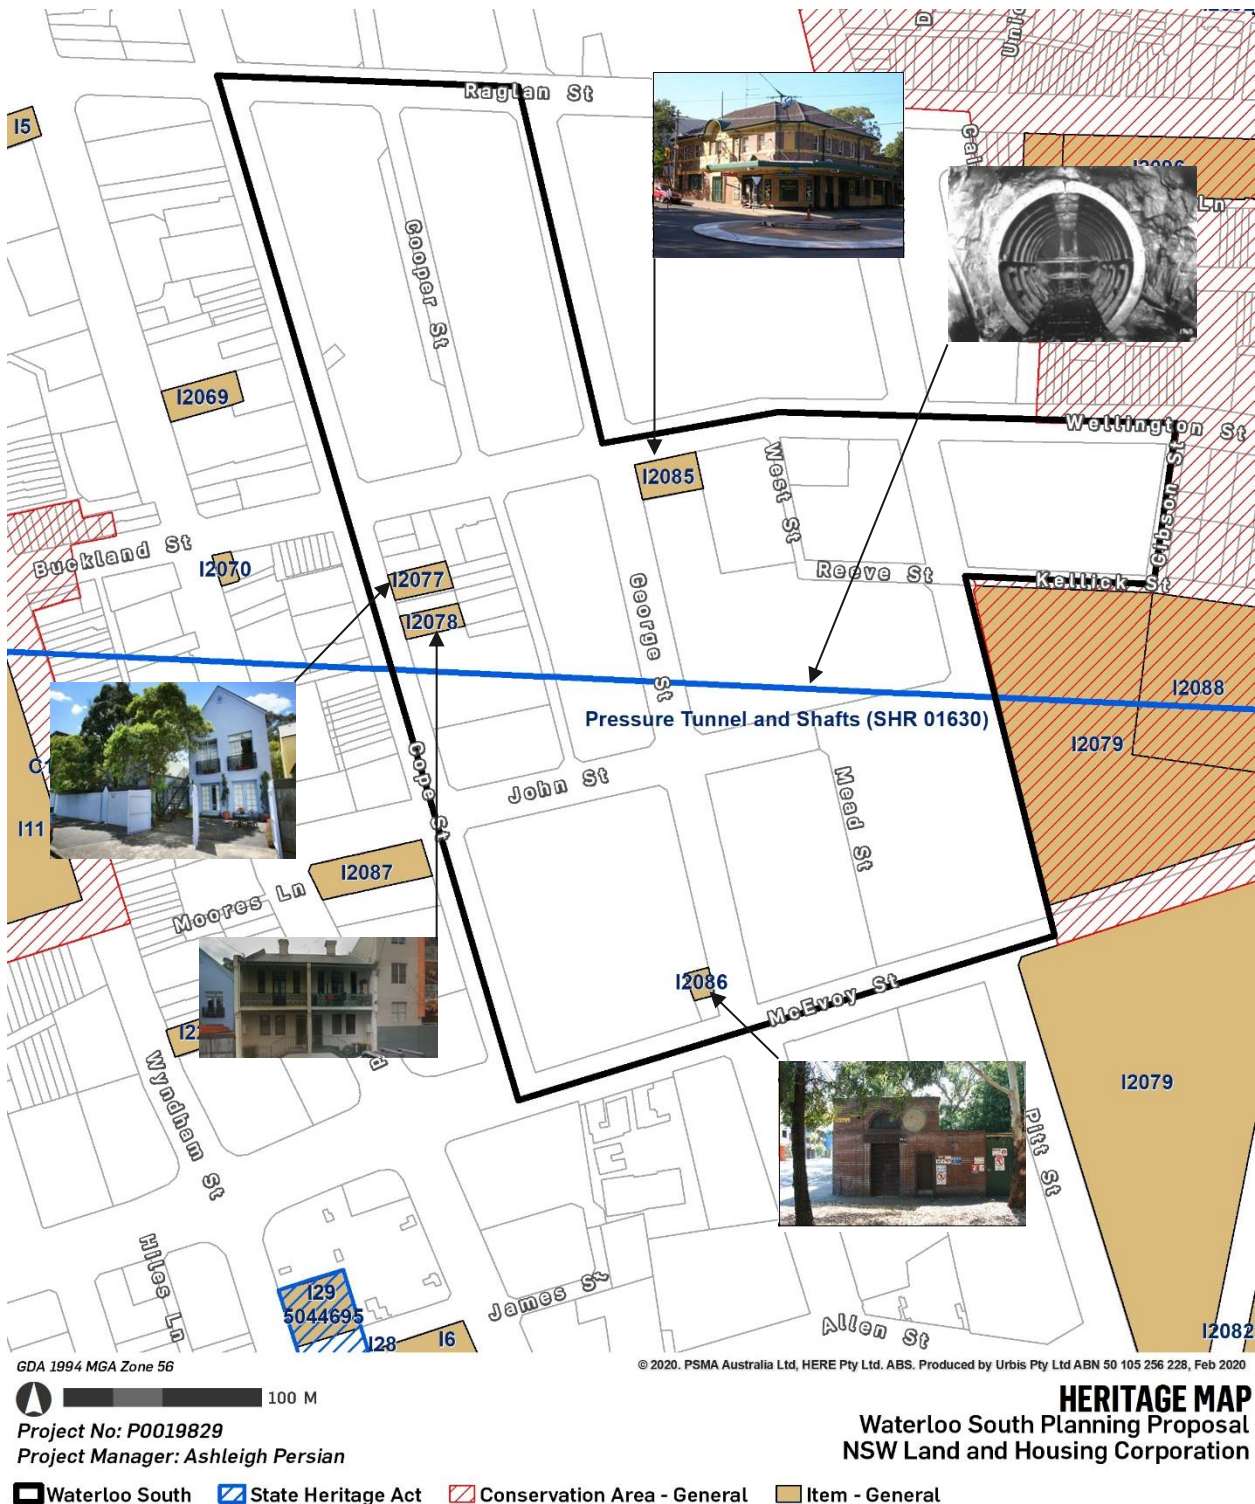 Raglan St
I5
Cooper St
Ln
I2069
Wellington St
I2085
West St
Gibson St
Buckland St
I2070
I2077
I2078
Reeve St
Kellick St
George St
I2088
Pressure Tunnel and Shafts (SHR 01630)
I2079
John St
Cope St
Mead St
I11
I2087
Moores Ln
I2086
McEvoy St
Wyndham St
I2079
Pitt St
Hiles Ln
I29
5044695
James St
I28
I6
Allen St
I2082
GDA 1994 MGA Zone 56
© 2020. PSMA Australia Ltd, HERE Pty Ltd. ABS. Produced by Urbis Pty Ltd ABN 50 105 256 228, Feb 2020
100 M
HERITAGE MAP
Project No: P0019829
Waterloo South Planning Proposal
Project Manager: Ashleigh Persian
NSW Land and Housing Corporation
Waterloo South State Heritage Act Conservation Area - General Item - General